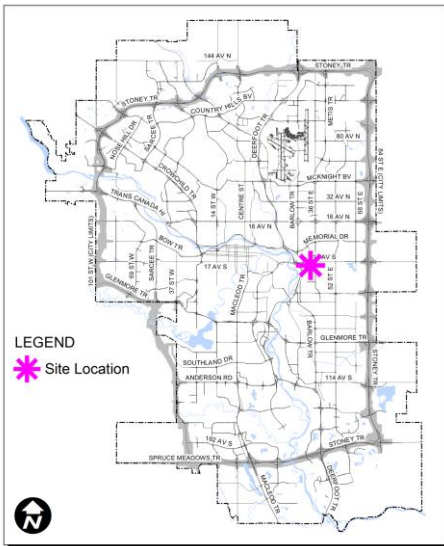 144 AV N
STONEY TR
STONEY TR
COUNTRY HILLS BV
METIS TR
NOSE HILL DR
SARCEE TR
DEERFOOT TR
80 AV N
CROWCHILD TR
MCKNIGHT BV
84 ST E (CITY LIMITS)
14 ST W
CENTRE ST
BARLOW TR
36 ST E
32 AV N
68 ST E
TRANS CANADA HI
16 AV N
16 AV N
MEMORIAL DR
BOW TR
AV S
17 AV S
101 ST W (CITY LIMITS)
69 ST W
SARCEE TR
37 ST W
MACLEOD TR
52 ST E
GLENMORE TR
BARLOW TR
GLENMORE TR
LEGEND
Site Location
SOUTHLAND DR
STONEY TR
ANDERSON RD
114 AV S
162 AV S
STONEY TR
SPRUCE MEADOWS TR
MACLEOD TR
DEERFOOT TR
N